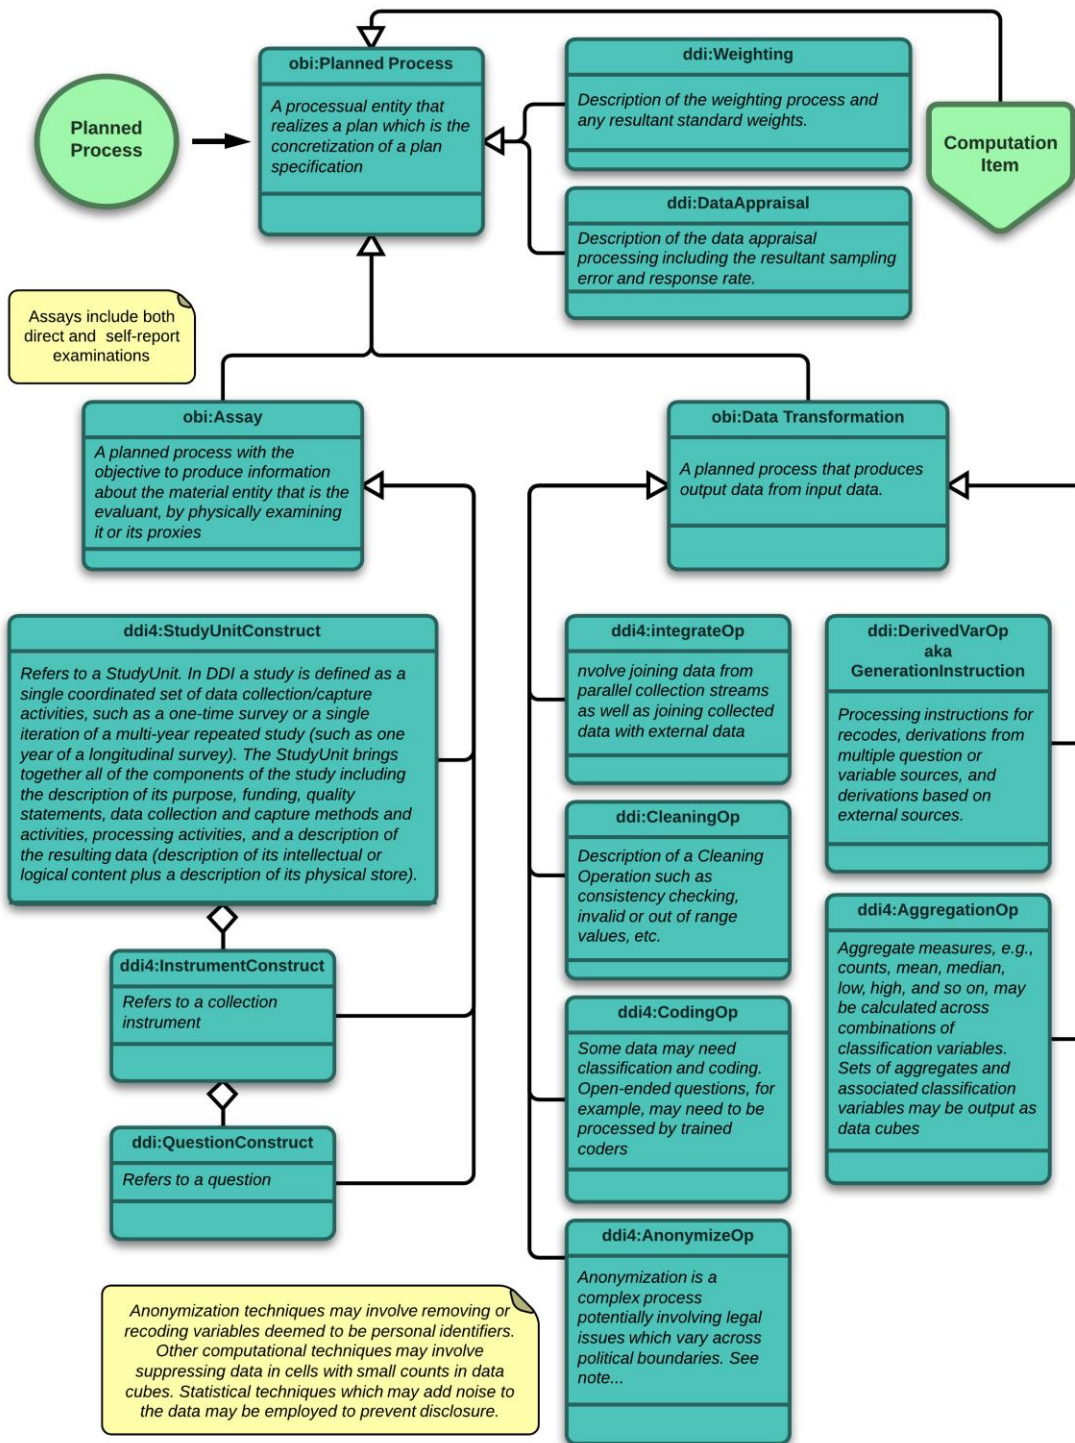 Planned
Process
obi:Planned Process
A processual entity that
realizes a plan which is the
concretization of a plan
specification
ddi:Weighting
Description of the weighting process and
any resultant standard weights.
Computation
Item
ddi:DataAppraisal
Description of the data appraisal
processing including the resultant sampling
error and response rate.
Assays include both
direct and self-report
examinations
obi:Assay
A planned process with the
objective to produce information
about the material entity that is the
evaluant, by physically examining
it or its proxies
obi:Data Transformation
A planned process that produces
output data from input data.
ddi4:StudyUnitConstruct
Refers to a StudyUnit. In DDI a study is defined as a
single coordinated set of data collection/capture
activities, such as a one-time survey or a single
iteration of a multi-year repeated study (such as one
year of a longitudinal survey). The StudyUnit brings
together all of the components of the study including
the description of its purpose, funding, quality
statements, data collection and capture methods and
activities, processing activities, and a description of
the resulting data (description of its intellectual or
logical content plus a description of its physical store).
ddi4:InstrumentConstruct
Refers to a collection
instrument
ddi:QuestionConstruct
Refers to a question
ddi4:integrateOp
nvolve joining data from
parallel collection streams
as well as joining collected
data with external data
ddi:CleaningOp
Description of a Cleaning
Operation such as
consistency checking,
invalid or out of range
values, etc.
ddi4:CodingOp
Some data may need
classification and coding.
Open-ended questions, for
example, may need to be
processed by trained
coders
ddi4:AnonymizeOp
Anonymization is a
complex process
potentially involving legal
issues which vary across
political boundaries. See
note...
ddi:DerivedVarOp
aka
GenerationInstruction
Processing instructions for
recodes, derivations from
multiple question or
variable sources, and
derivations based on
external sources.
ddi4:AggregationOp
Aggregate measures, e.g.,
counts, mean, median,
low, high, and so on, may
be calculated across
combinations of
classification variables.
Sets of aggregates and
associated classification
variables may be output as
data cubes
Anonymization techniques may involve removing or
recoding variables deemed to be personal identifiers.
Other computational techniques may involve
suppressing data in cells with small counts in data
cubes. Statistical techniques which may add noise to
the data may be employed to prevent disclosure.